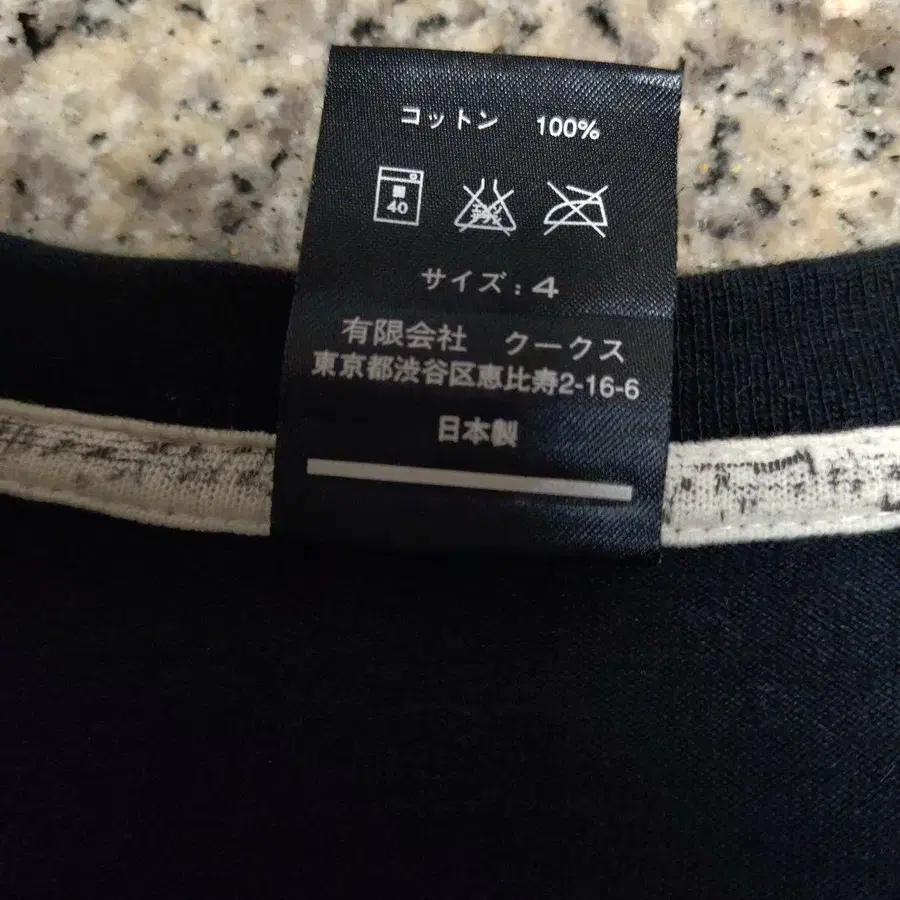 コットン 100%
40
サイズ : 4
有限会社 クークス
東京都渋谷区恵比寿2-16-6
日本製